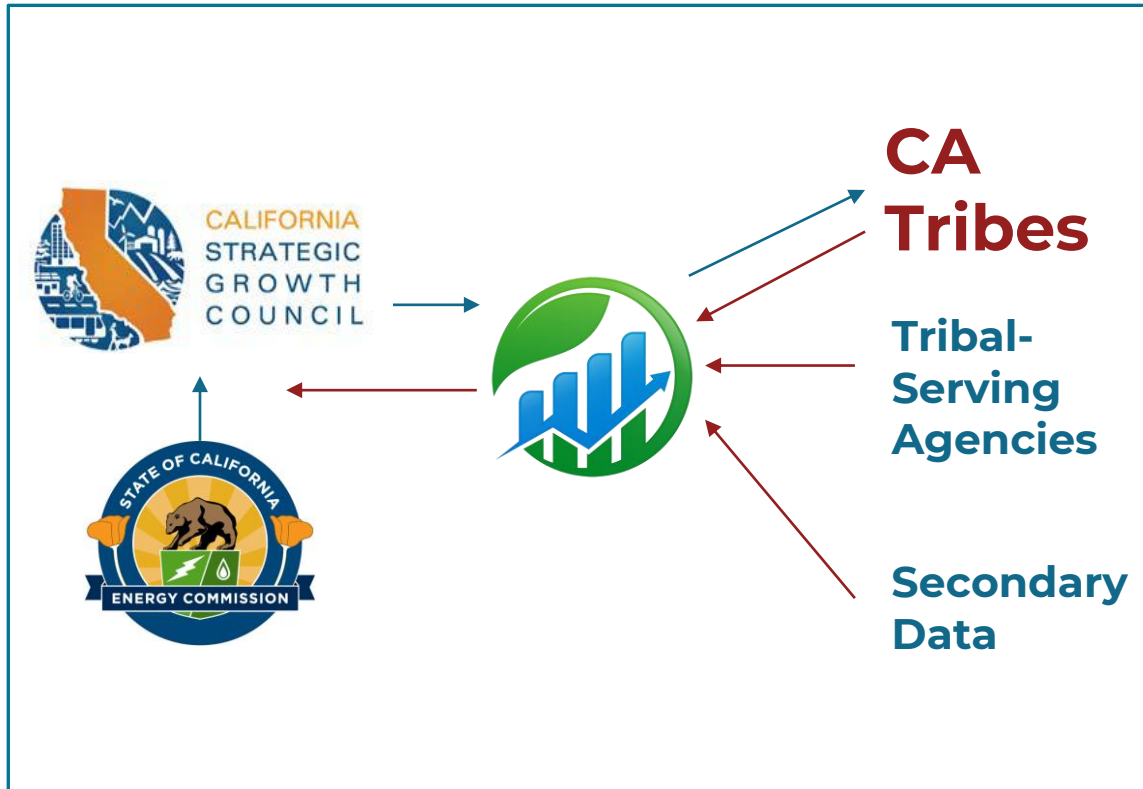 CALIFORNIA
STRATEGIC
GROWTH
COUNCIL
STATE OF CALIFORNIA
ENERGY COMMISSION
CA
Tribes
Tribal-
Serving
Agencies
Secondary
Data